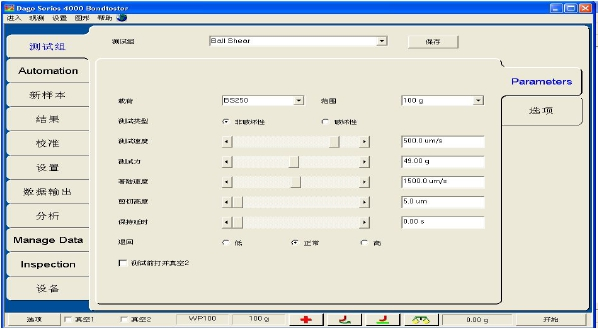 Dage Series 4000 Bondtester
进入 视测 设置 图形 帮助
测试组
Automation
新样本
结果
校准
设置
数据输出
分析
Manage Data
Inspection
设备
测试组 Ball Shear 保存
Parameters
选项
载荷 BS250 范围 100 g
测试类型 非破坏性 破坏性
测试速度 500.0 um/s
测试力 49.00 g
着陆速度 1500.0 um/s
剪切高度 5.0 um
保持延时 0.00 s
退回 低 正常 高
测试前打开真空2
选项 真空1 真空2 WP100 100 g 0.00 g 开始